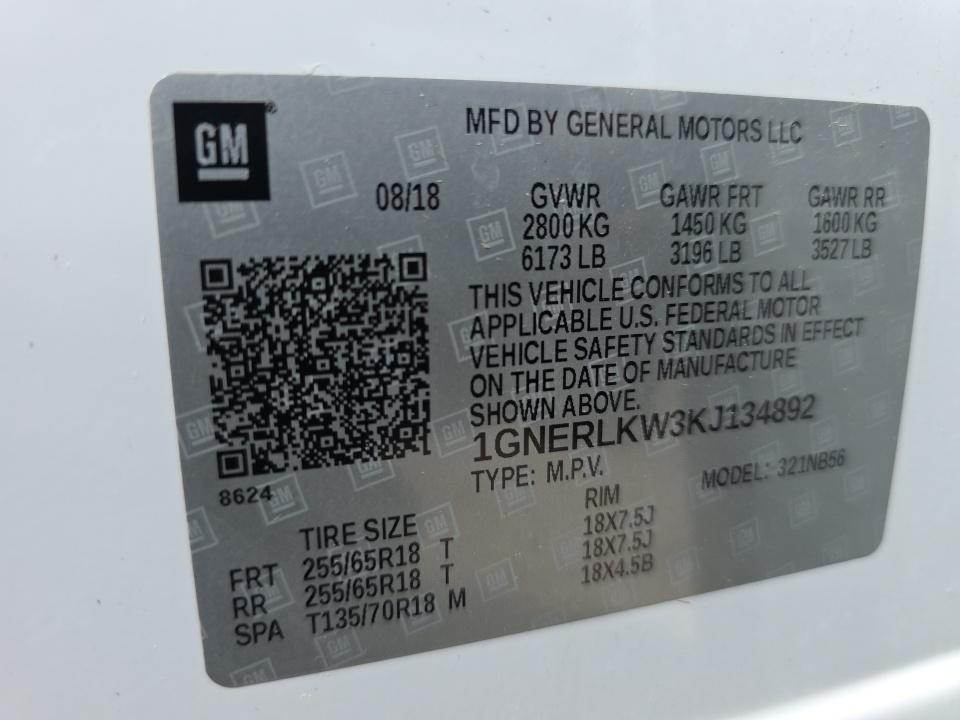 GM
MFD BY GENERAL MOTORS LLC
08/18 GVWR GAWR FRT GAWR RR
2800 KG 1450 KG 1600 KG
6173 LB 3196 LB 3527 LB
THIS VEHICLE CONFORMS TO ALL
APPLICABLE U.S. FEDERAL MOTOR
VEHICLE SAFETY STANDARDS IN EFFECT
ON THE DATE OF MANUFACTURE
SHOWN ABOVE.
1GNERLKW3KJ134892
TYPE: M.P.V. MODEL: 321NB56
8624
TIRE SIZE RIM
FRT 255/65R18 T 18X7.5J
RR 255/65R18 T 18X7.5J
SPA T135/70R18 M 18X4.5B